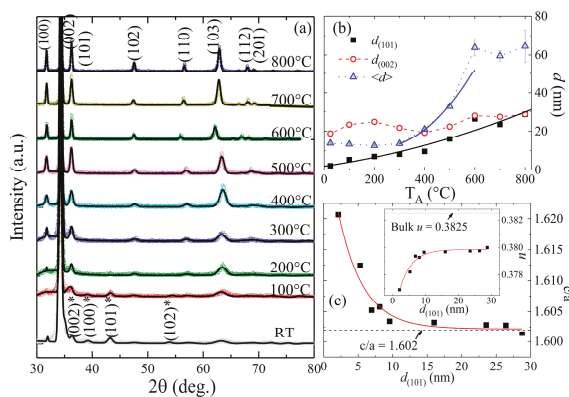 (a)
(100)
(002)
(101)
(102)
(110)
(103)
(112)
(201)
800°C
700°C
600°C
500°C
400°C
300°C
200°C
100°C
RT
(002)*
(100)*
(101)*
(102)*
Intensity (a.u.)
30 40 50 60 70 80
2θ (deg.)
(b)
d(101)
d(002)
<d>
80
60
40
20
0
d (nm)
0 200 400 600 800
T_A (°C)
(c)
1.620
1.615
1.610
1.605
1.600
c/a
c/a = 1.602
0 5 10 15 20 25
d(101) (nm)
Bulk u = 0.3825
0.382
0.380
0.378
u
0 10 20 30
d(101) (nm)